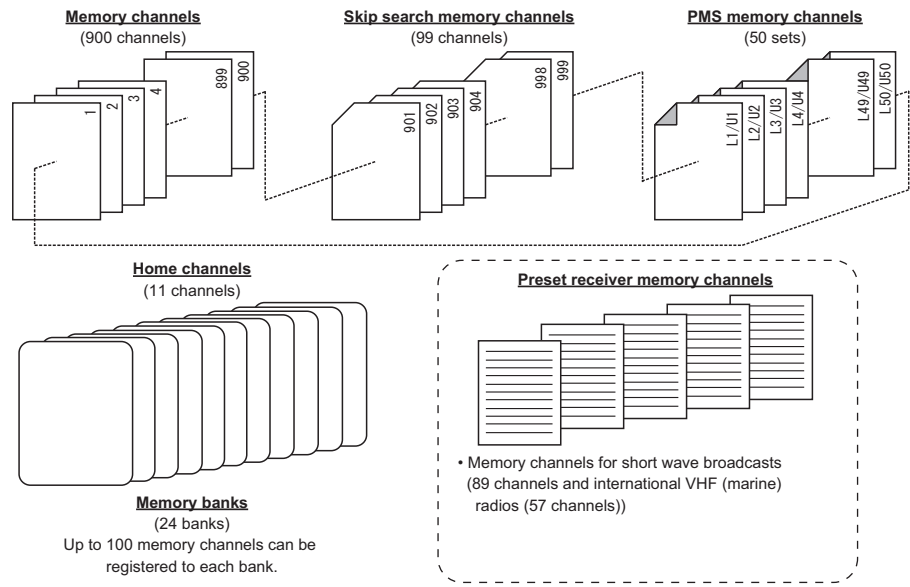 Memory channels
(900 channels)
1
2
3
4
899
900
Skip search memory channels
(99 channels)
901
902
903
904
998
999
PMS memory channels
(50 sets)
L1/U1
L2/U2
L3/U3
L4/U4
L49/U49
L50/U50
Home channels
(11 channels)
Memory banks
(24 banks)
Up to 100 memory channels can be
registered to each bank.
Preset receiver memory channels
• Memory channels for short wave broadcasts
(89 channels and international VHF (marine)
radios (57 channels))